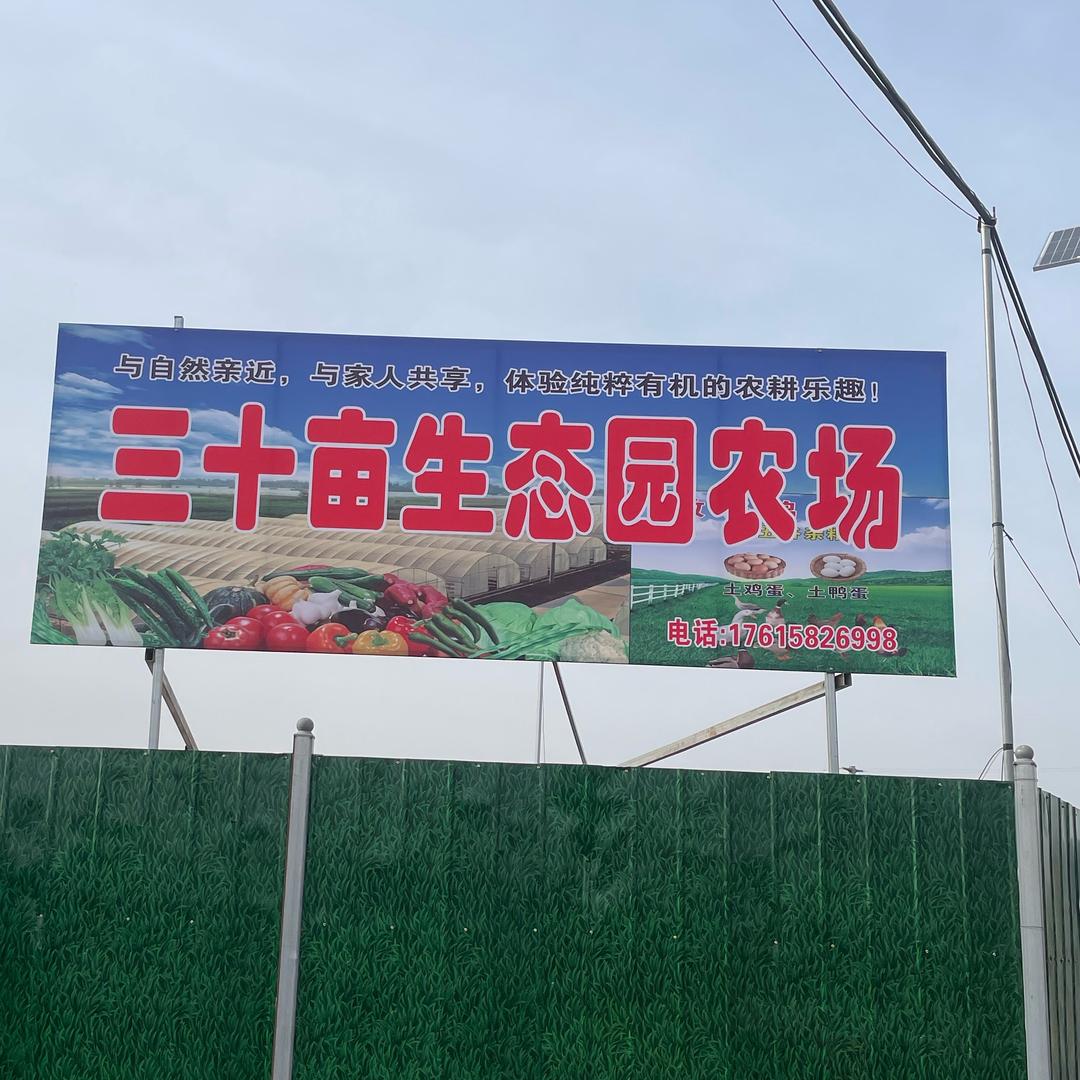 与自然亲近，与家人共享，体验纯粹有机的农耕乐趣！
三十亩生态园农场
土鸡蛋、土鸭蛋
电话:17615826998